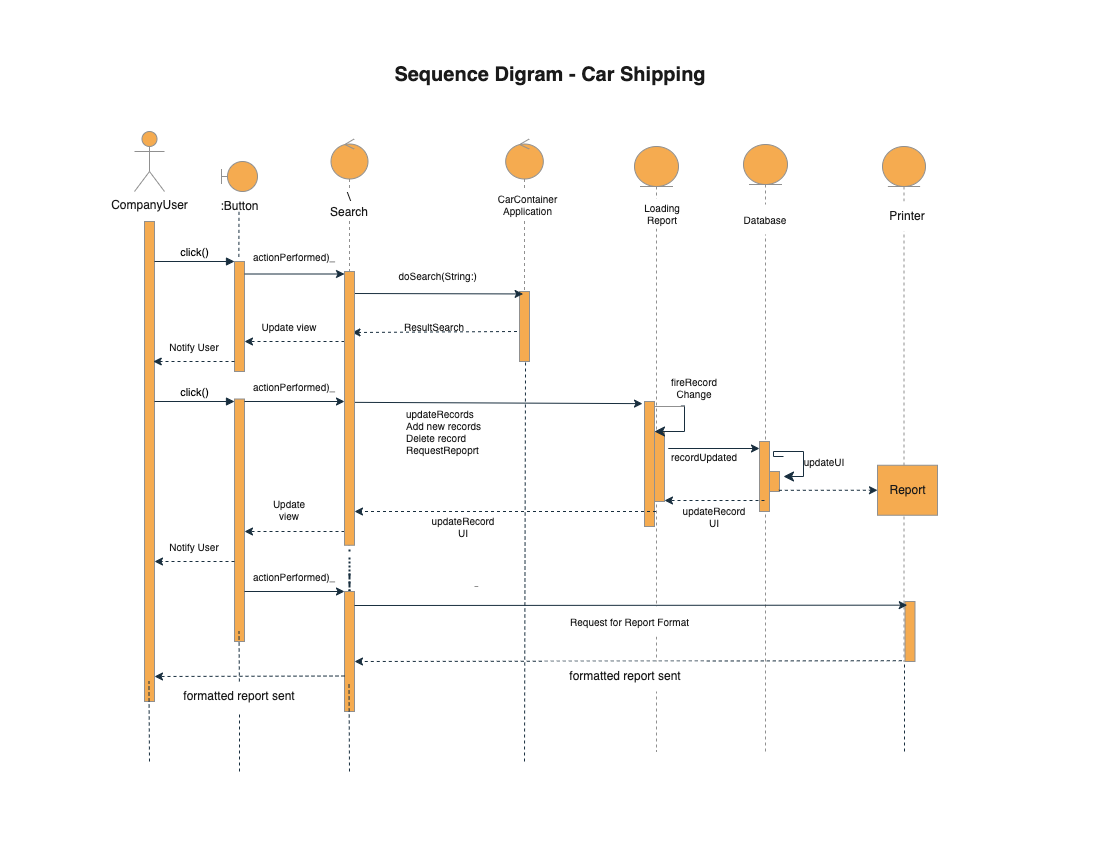 Sequence Digram - Car Shipping
CompanyUser
:Button
\
Search
CarContainer
Application
Loading
Report
Database
Printer
click()
actionPerformed)_
doSearch(String:)
ResultSearch
Update view
Notify User
click()
actionPerformed)_
fireRecord
Change
updateRecords
Add new records
Delete record
RequestRepoprt
recordUpdated
updateUI
Report
updateRecord
UI
Update
view
updateRecord
UI
Notify User
actionPerformed)_
_
Request for Report Format
formatted report sent
formatted report sent